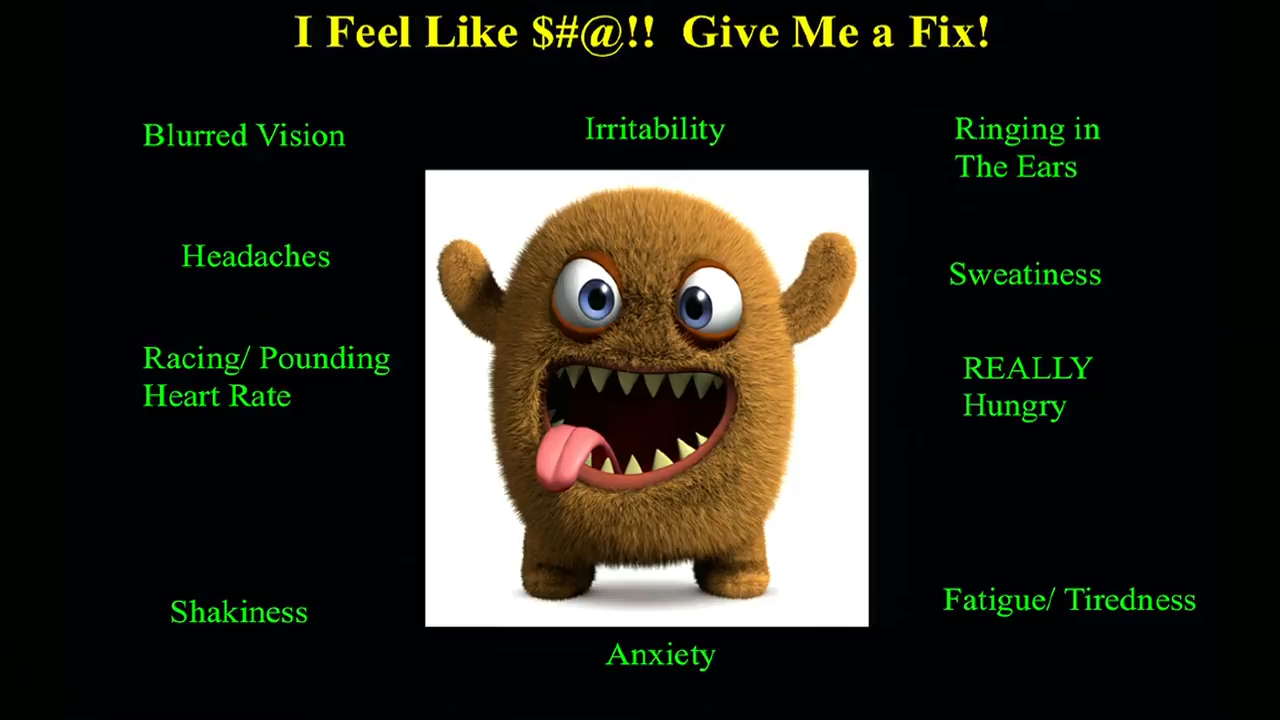 I Feel Like $#@!! Give Me a Fix!
Blurred Vision
Irritability
Ringing in
The Ears
Headaches
Sweatiness
Racing/ Pounding
Heart Rate
REALLY
Hungry
Shakiness
Fatigue/ Tiredness
Anxiety